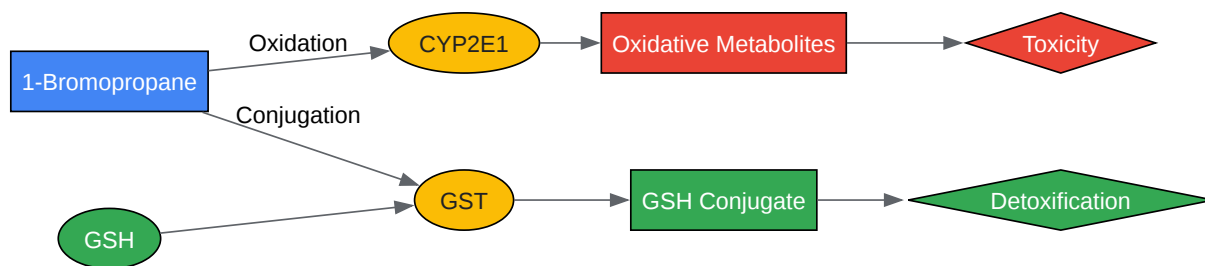 Oxidation
CYP2E1
Oxidative Metabolites
Toxicity
1-Bromopropane
Conjugation
GST
GSH Conjugate
Detoxification
GSH